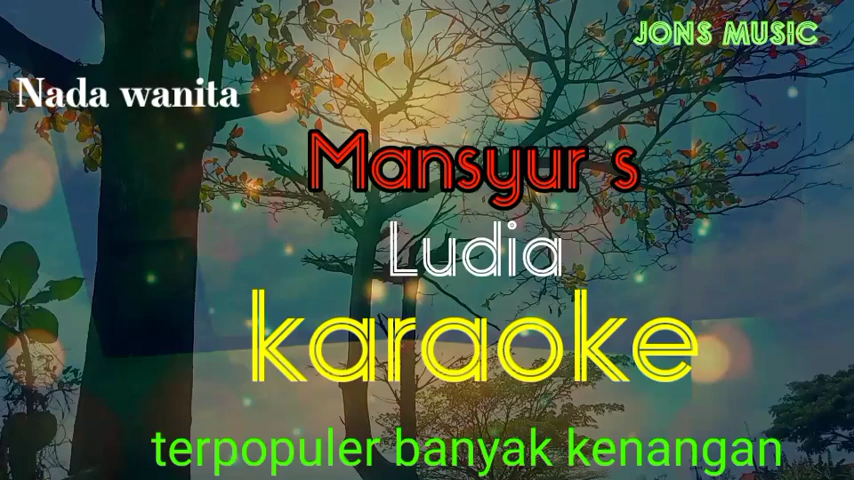 JONS MUSIC
Nada wanita
Mansyur s
Ludia
karaoke
terpopuler banyak kenangan